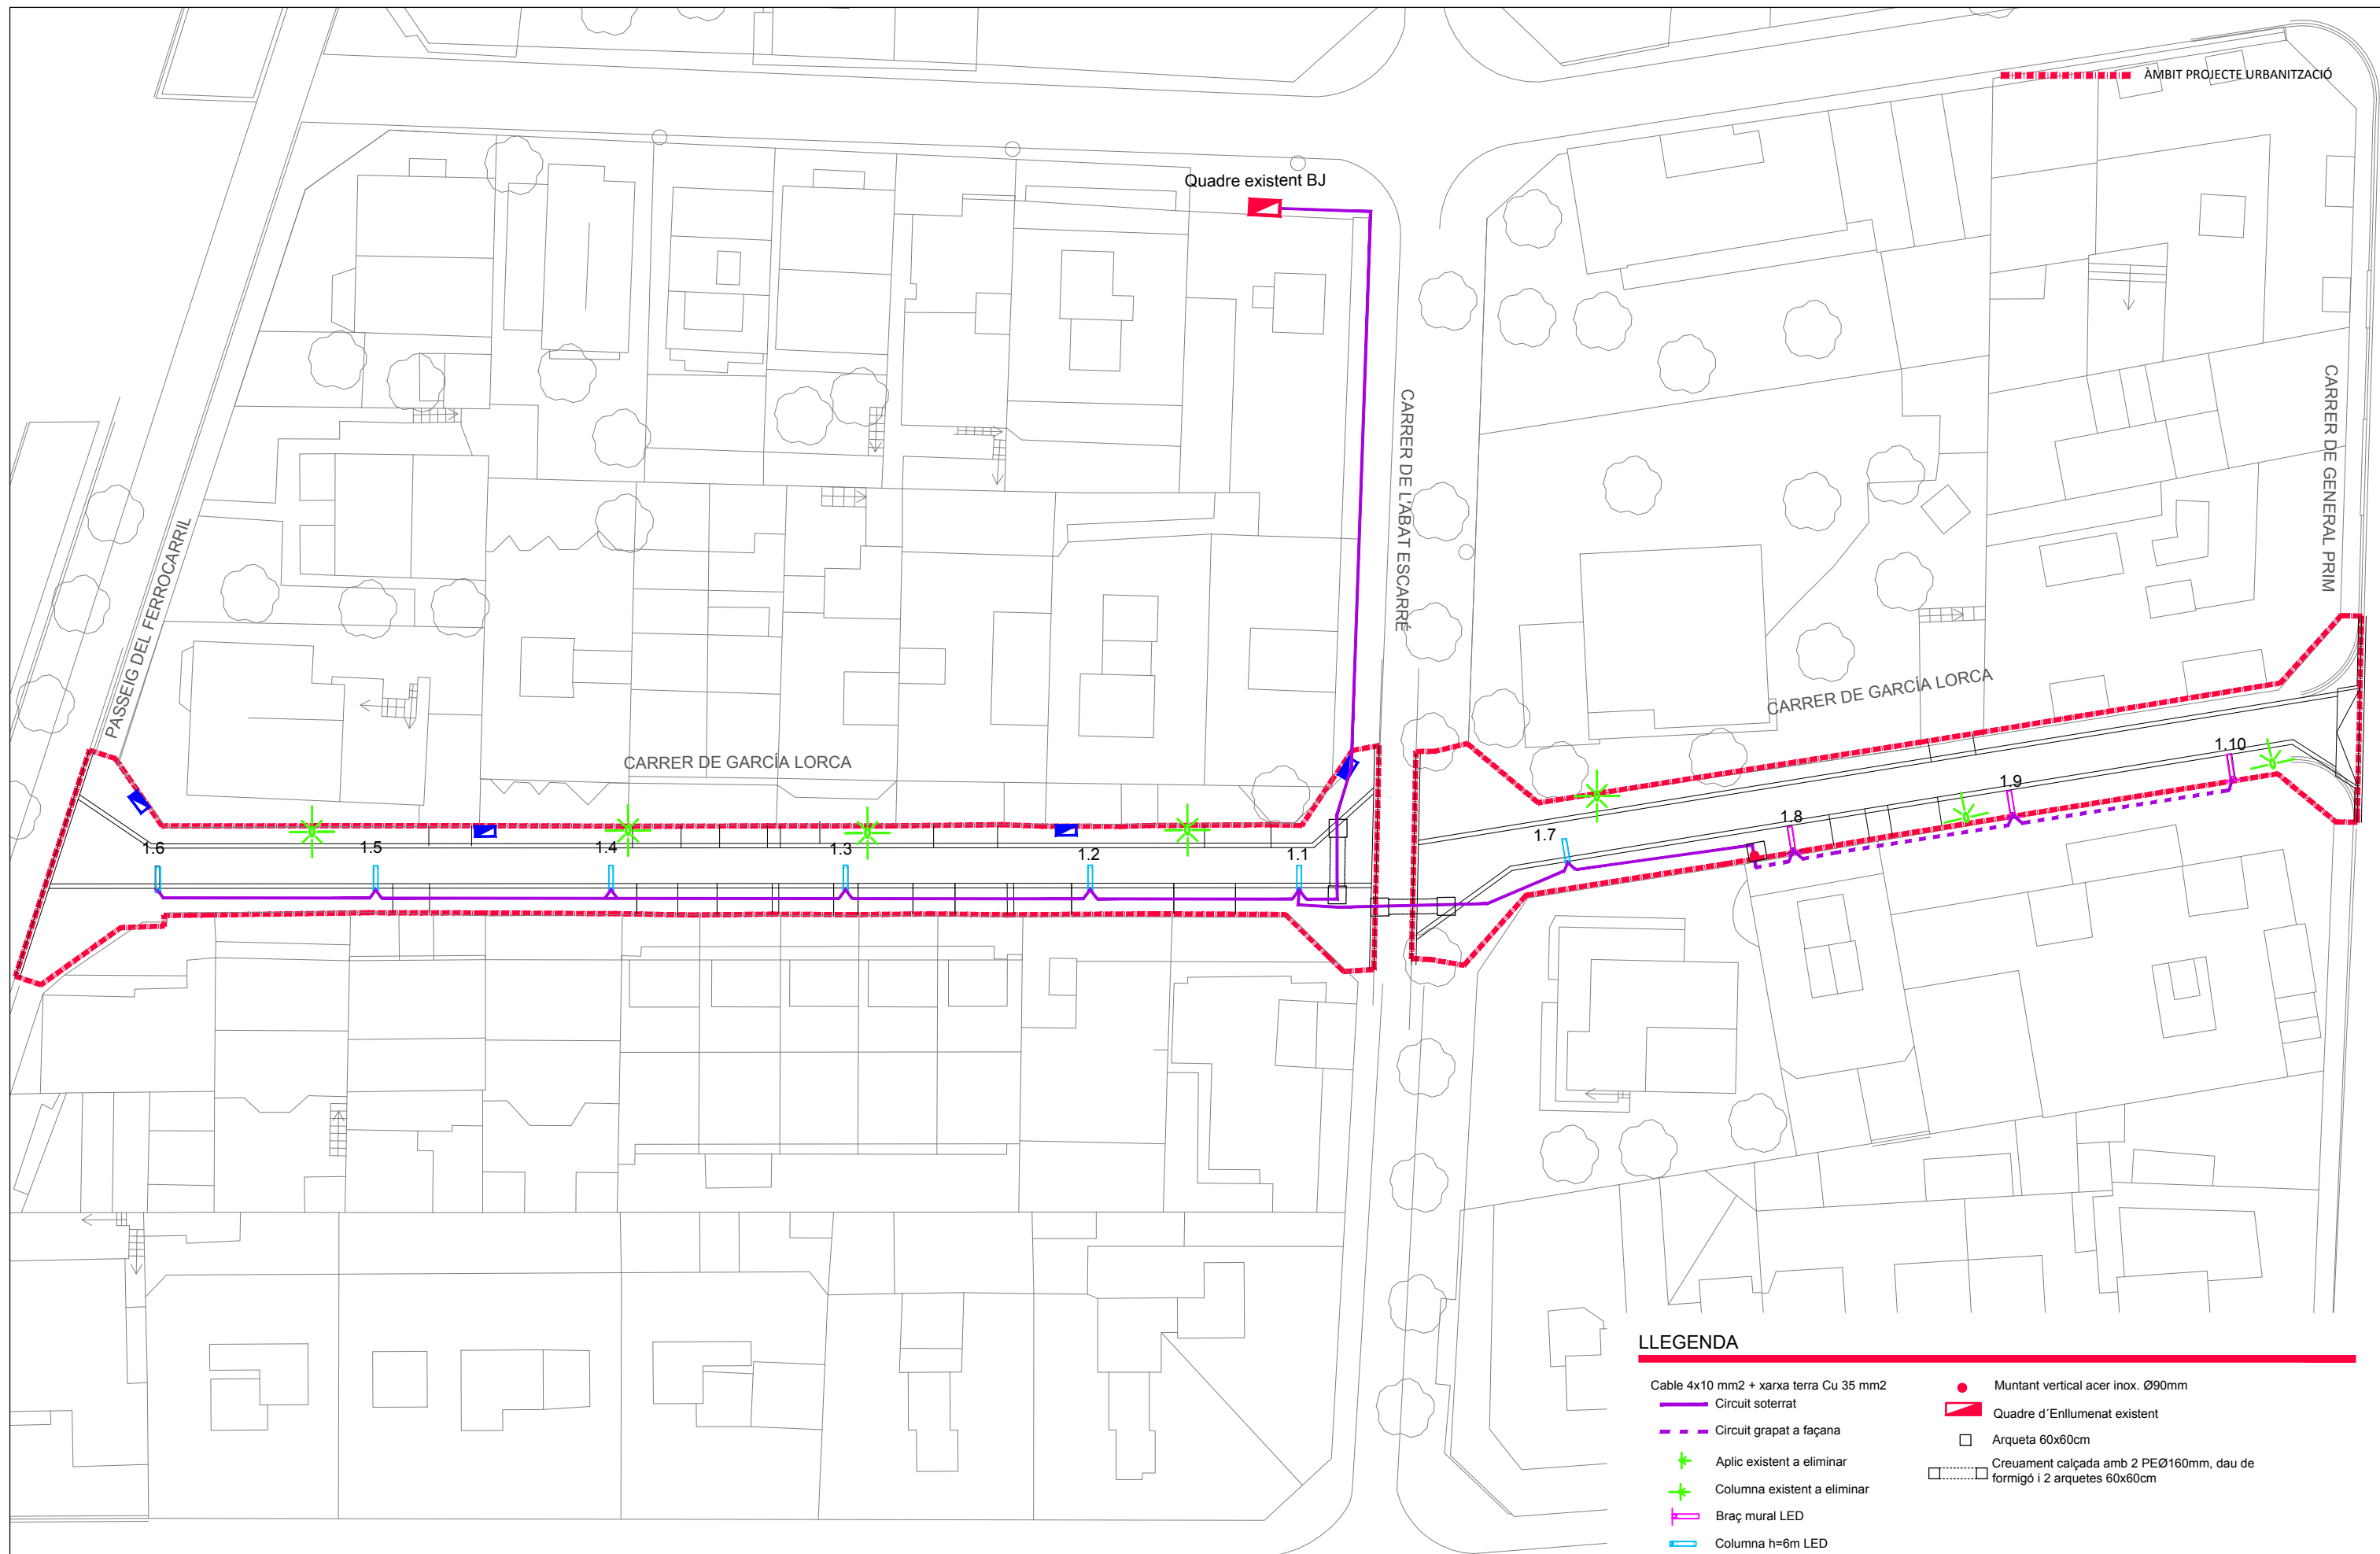 ÀMBIT PROJECTE URBANITZACIÓ
Quadre existent BJ
CARRER DE L'ABAT ESCARRÉ
CARRER DE GENERAL PRIM
PASSEIG DEL FERROCARRIL
CARRER DE GARCÍA LORCA
CARRER DE GARCÍA LORCA
1.6
1.5
1.4
1.3
1.2
1.1
1.7
1.8
1.9
1.10
LLEGENDA
Cable 4x10 mm2 + xarxa terra Cu 35 mm2
Circuit soterrat
Circuit grapat a façana
Aplic existent a eliminar
Columna existent a eliminar
Braç mural LED
Columna h=6m LED
Muntant vertical acer inox. Ø90mm
Quadre d´Enllumenat existent
Arqueta 60x60cm
Creuament calçada amb 2 PEØ160mm, dau de
formigó i 2 arquetes 60x60cm